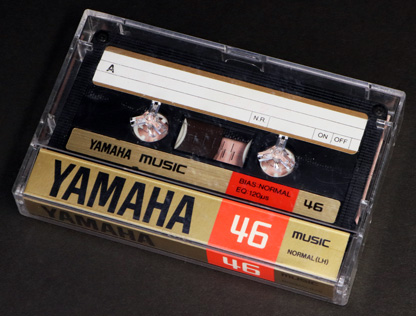 A
N.R
ON OFF
YAMAHA MUSIC
BIAS NORMAL
EQ 120μs
46
YAMAHA
46
MUSIC
NORMAL(LH)
YAMAHA
46